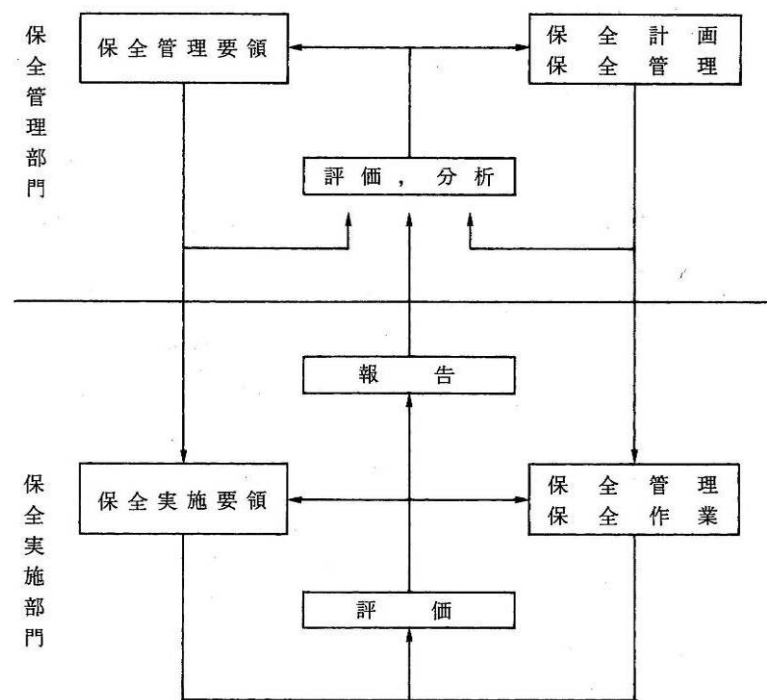 保全管理部門
保全管理要領
保全計画
保全管理
評価，分析
報告
保全実施部門
保全実施要領
保全管理
保全作業
評価